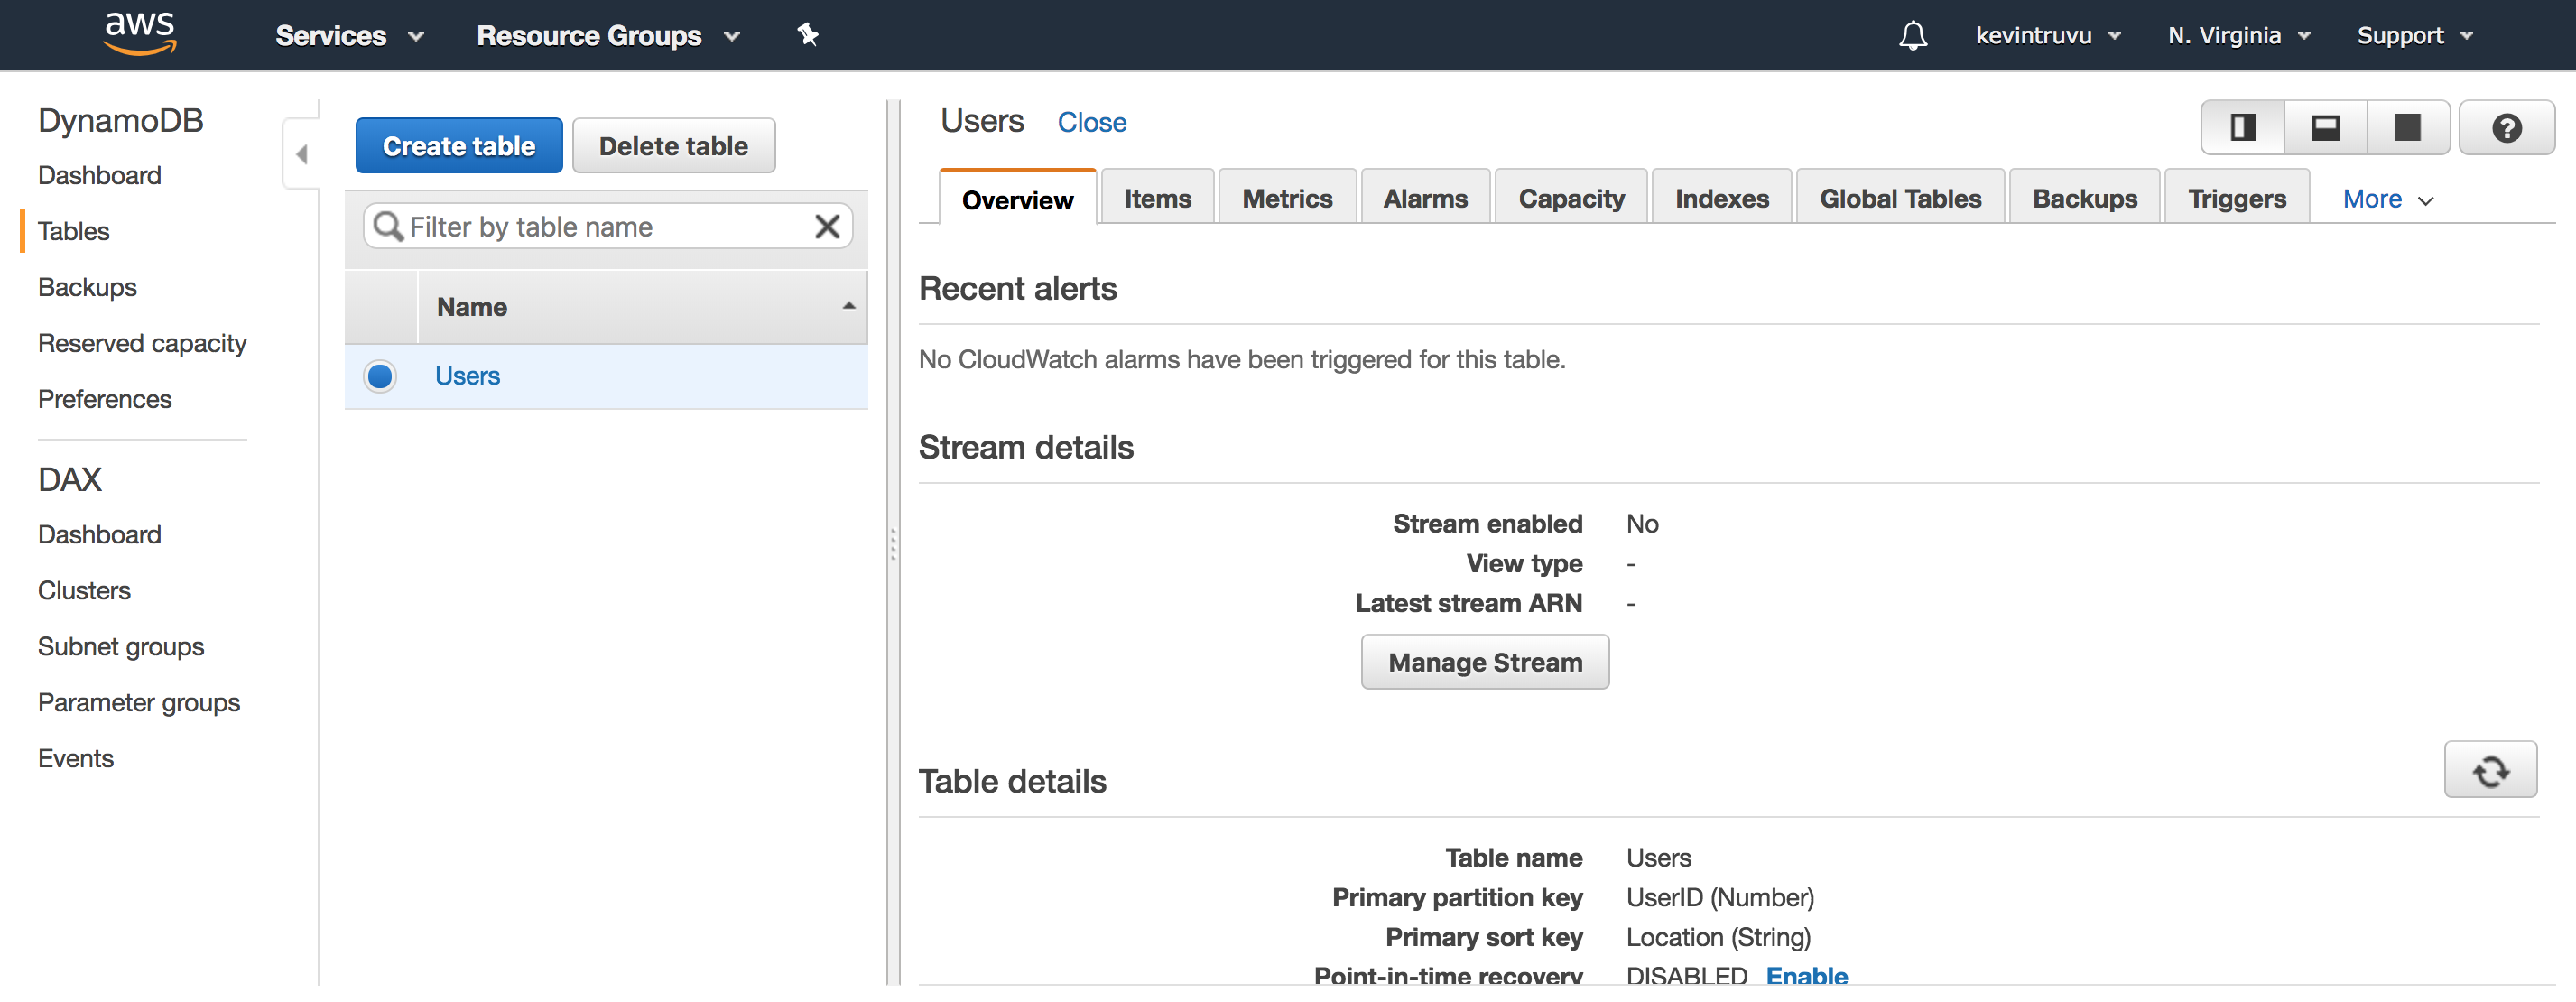 aws Services Resource Groups kevintruvu N. Virginia Support
DynamoDB
Dashboard
Tables
Backups
Reserved capacity
Preferences
DAX
Dashboard
Clusters
Subnet groups
Parameter groups
Events
Create table Delete table
Filter by table name
Name
Users
Users Close
Overview Items Metrics Alarms Capacity Indexes Global Tables Backups Triggers More
Recent alerts
No CloudWatch alarms have been triggered for this table.
Stream details
Stream enabled No
View type -
Latest stream ARN -
Manage Stream
Table details
Table name Users
Primary partition key UserID (Number)
Primary sort key Location (String)
Point-in-time recovery DISABLED Enable